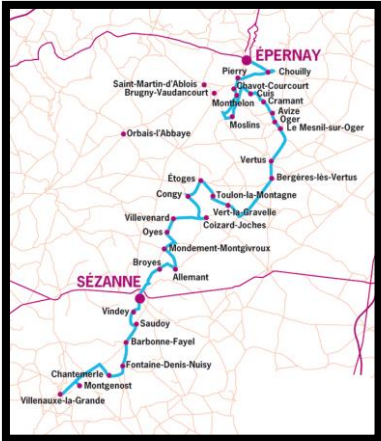 ÉPERNAY
Pierry
Chouilly
Saint-Martin-d'Ablois
Chavot-Courcourt
Brugny-Vaudancourt
Cuis
Monthelon
Cramant
Avize
Moslins
Oger
Le Mesnil-sur-Oger
Orbais-l'Abbaye
Vertus
Étoges
Bergères-lès-Vertus
Congy
Toulon-la-Montagne
Vert-la-Gravelle
Villevenard
Coizard-Joches
Oyes
Mondement-Montgivroux
Broyes
Allemant
SÉZANNE
Vindey
Saudoy
Barbonne-Fayel
Fontaine-Denis-Nuisy
Chantemerle
Montgenost
Villenauxe-la-Grande